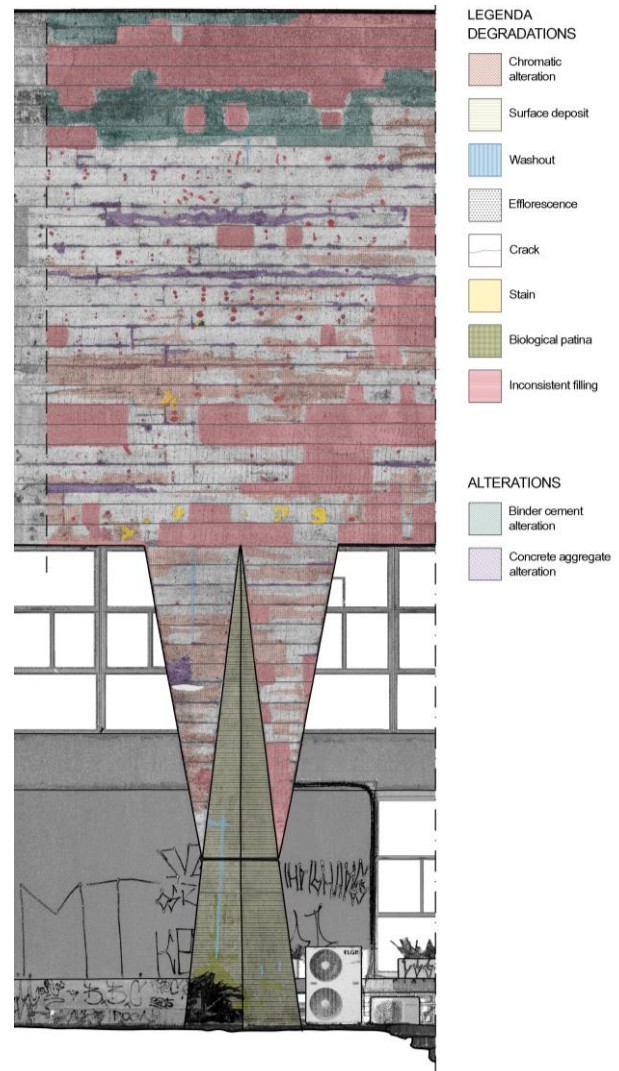 LEGENDA
DEGRADATIONS
Chromatic
alteration
Surface deposit
Washout
Efflorescence
Crack
Stain
Biological patina
Inconsistent filling
ALTERATIONS
Binder cement
alteration
Concrete aggregate
alteration
MT